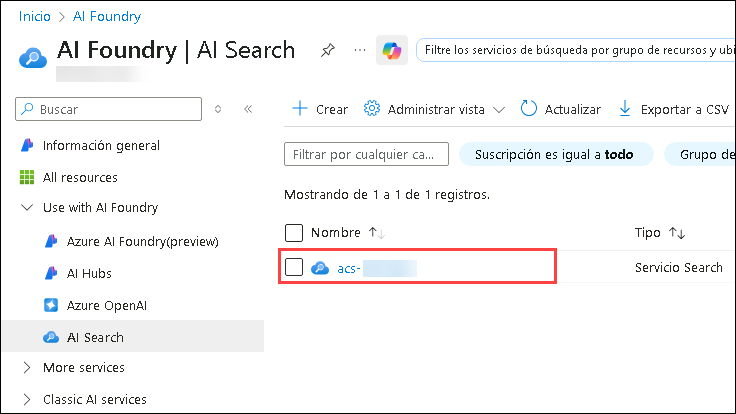 Inicio > AI Foundry
AI Foundry | AI Search
Filtre los servicios de búsqueda por grupo de recursos y ubi
Buscar
Crear Administrar vista Actualizar Exportar a CSV
Información general
All resources
Use with AI Foundry
Azure AI Foundry(preview)
AI Hubs
Azure OpenAI
AI Search
More services
Classic AI services
Filtrar por cualquier ca... Suscripción es igual a todo Grupo de
Mostrando de 1 a 1 de 1 registros.
Nombre Tipo
acs- Servicio Search